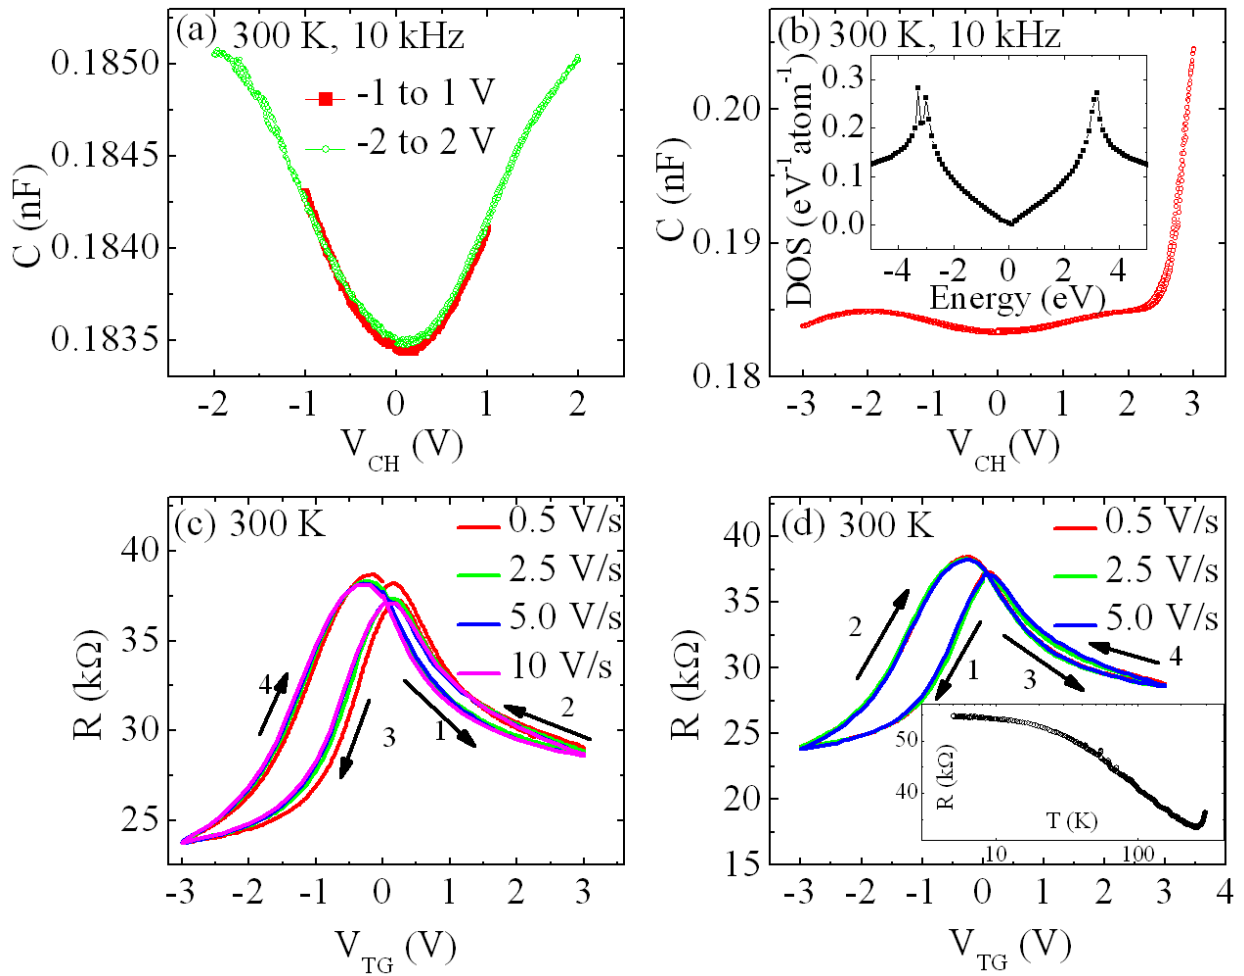 (a) 300 K, 10 kHz
-1 to 1 V
-2 to 2 V
0.1850
0.1845
0.1840
0.1835
C (nF)
-2 -1 0 1 2
V_CH (V)
(b) 300 K, 10 kHz
0.20
0.19
0.18
C (nF)
DOS (eV⁻¹atom⁻¹)
0.3
0.2
0.1
0.0
-4 -2 0 2 4
Energy (eV)
-3 -2 -1 0 1 2 3
V_CH (V)
(c) 300 K
0.5 V/s
2.5 V/s
5.0 V/s
10 V/s
40
35
30
25
R (kΩ)
4
3
1
2
-3 -2 -1 0 1 2 3
V_TG (V)
(d) 300 K
0.5 V/s
2.5 V/s
5.0 V/s
40
35
30
25
20
15
R (kΩ)
2
1
3
4
50
40
R (kΩ)
T (K)
10 100
-3 -2 -1 0 1 2 3 4
V_TG (V)